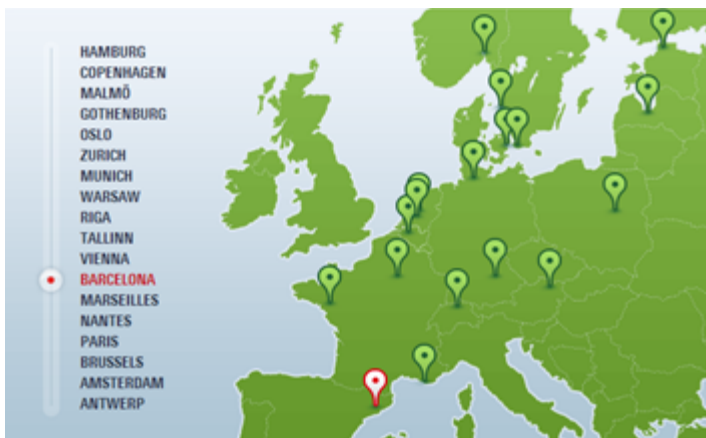 HAMBURG
COPENHAGEN
MALMÖ
GOTHENBURG
OSLO
ZURICH
MUNICH
WARSAW
RIGA
TALLINN
VIENNA
BARCELONA
MARSEILLES
NANTES
PARIS
BRUSSELS
AMSTERDAM
ANTWERP